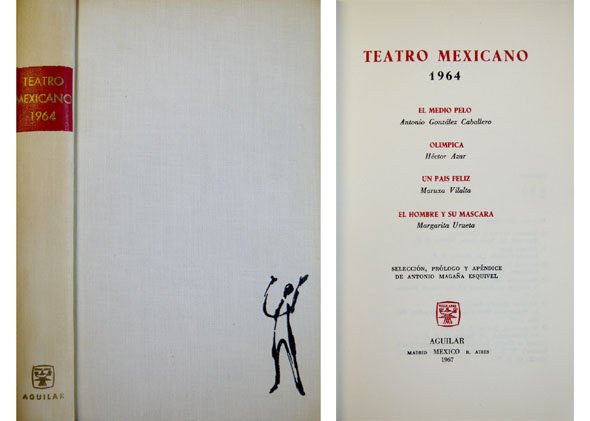 TEATRO
MEXICANO
1964
AGUILAR
TEATRO MEXICANO
1964
EL MEDIO PELO
Antonio González Caballero
OLIMPICA
Héctor Azar
UN PAIS FELIZ
Maruxa Vilalta
EL HOMBRE Y SU MASCARA
Margarita Urueta
SELECCIÓN, PRÓLOGO Y APÉNDICE
DE ANTONIO MAGAÑA ESQUIVEL
AGUILAR
MADRID MEXICO B. AIRES
1967